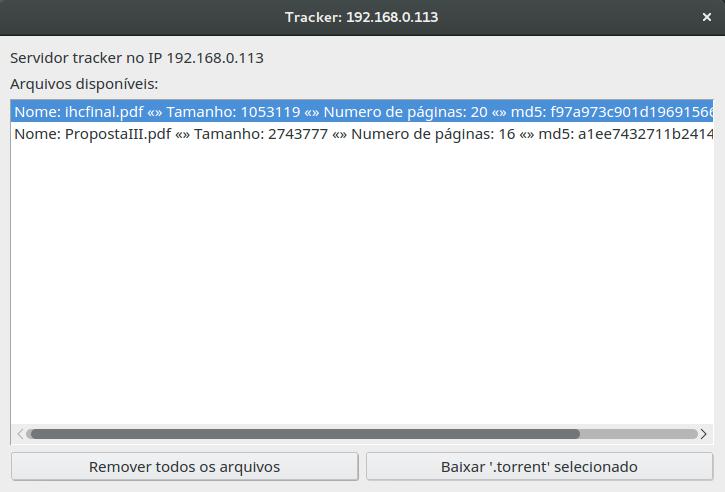 Tracker: 192.168.0.113
Servidor tracker no IP 192.168.0.113
Arquivos disponíveis:
Nome: ihcfinal.pdf «» Tamanho: 1053119 «» Numero de páginas: 20 «» md5: f97a973c901d1969156
Nome: PropostaIII.pdf «» Tamanho: 2743777 «» Numero de páginas: 16 «» md5: a1ee7432711b2414
Remover todos os arquivos
Baixar '.torrent' selecionado